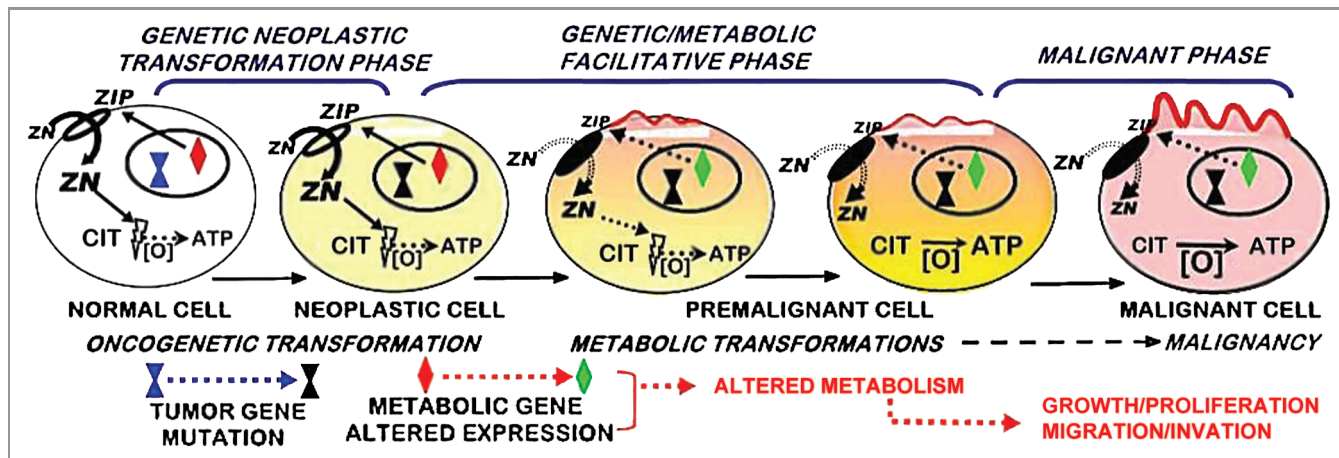 GENETIC NEOPLASTIC
TRANSFORMATION PHASE
GENETIC/METABOLIC
FACILITATIVE PHASE
MALIGNANT PHASE
ZIP
ZN
ZN
CIT [O] ATP
ZIP
ZN
ZN
CIT [O] ATP
ZIP
ZN
ZN
CIT [O] ATP
ZIP
ZN
ZN
CIT [O] ATP
ZIP
ZN
ZN
CIT [O] ATP
NORMAL CELL
NEOPLASTIC CELL
PREMALIGNANT CELL
MALIGNANT CELL
ONCOGENETIC TRANSFORMATION
METABOLIC TRANSFORMATIONS
MALIGNANCY
TUMOR GENE
MUTATION
METABOLIC GENE
ALTERED EXPRESSION
ALTERED METABOLISM
GROWTH/PROLIFERATION
MIGRATION/INVATION